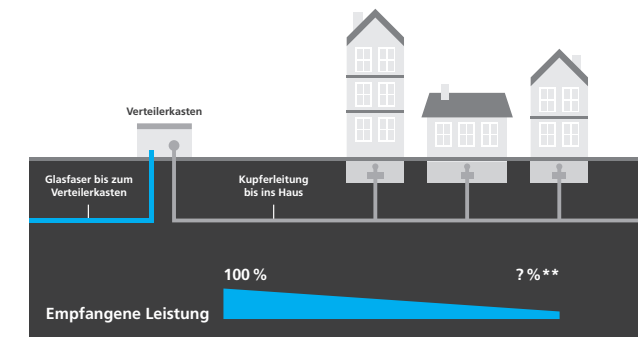 Verteilerkasten
Glasfaser bis zum
Verteilerkasten
Kupferleitung
bis ins Haus
100 %
? %**
Empfangene Leistung